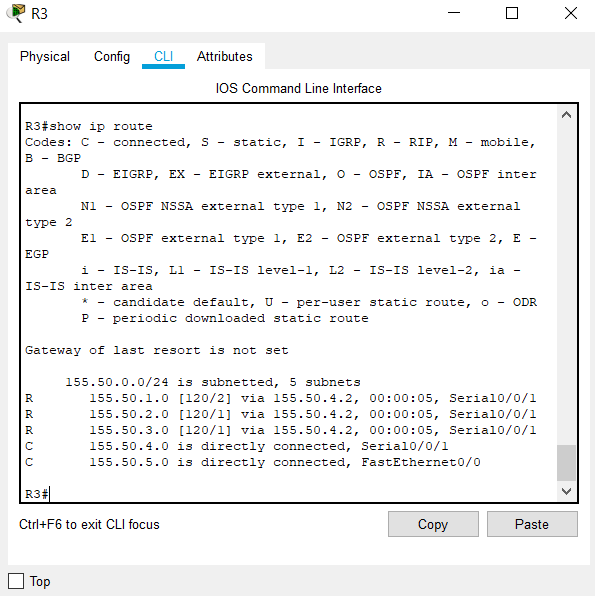 R3
Physical Config CLI Attributes
IOS Command Line Interface
R3#show ip route
Codes: C - connected, S - static, I - IGRP, R - RIP, M - mobile,
B - BGP
       D - EIGRP, EX - EIGRP external, O - OSPF, IA - OSPF inter
area
       N1 - OSPF NSSA external type 1, N2 - OSPF NSSA external
type 2
       E1 - OSPF external type 1, E2 - OSPF external type 2, E -
EGP
       i - IS-IS, L1 - IS-IS level-1, L2 - IS-IS level-2, ia -
IS-IS inter area
       * - candidate default, U - per-user static route, o - ODR
       P - periodic downloaded static route
Gateway of last resort is not set
     155.50.0.0/24 is subnetted, 5 subnets
R       155.50.1.0 [120/2] via 155.50.4.2, 00:00:05, Serial0/0/1
R       155.50.2.0 [120/1] via 155.50.4.2, 00:00:05, Serial0/0/1
R       155.50.3.0 [120/1] via 155.50.4.2, 00:00:05, Serial0/0/1
C       155.50.4.0 is directly connected, Serial0/0/1
C       155.50.5.0 is directly connected, FastEthernet0/0
R3#
Ctrl+F6 to exit CLI focus Copy Paste
Top